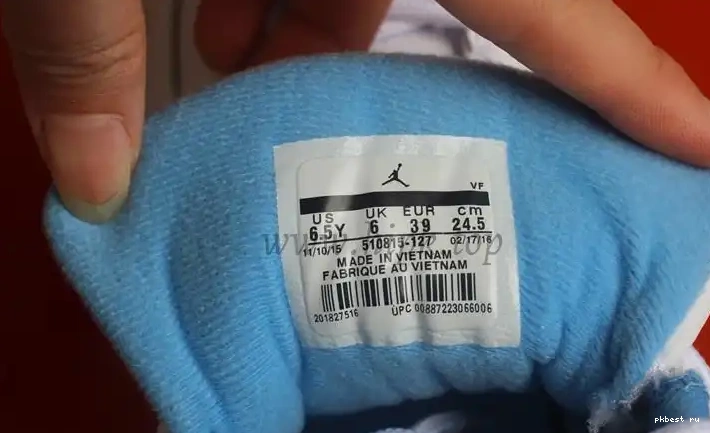 VF
US UK EUR cm
6.5Y 6 39 24.5
11/10/15 510815-127 02/17/16
MADE IN VIETNAM
FABRIQUE AU VIETNAM
201827516 UPC 00887223066006
pkbest ru